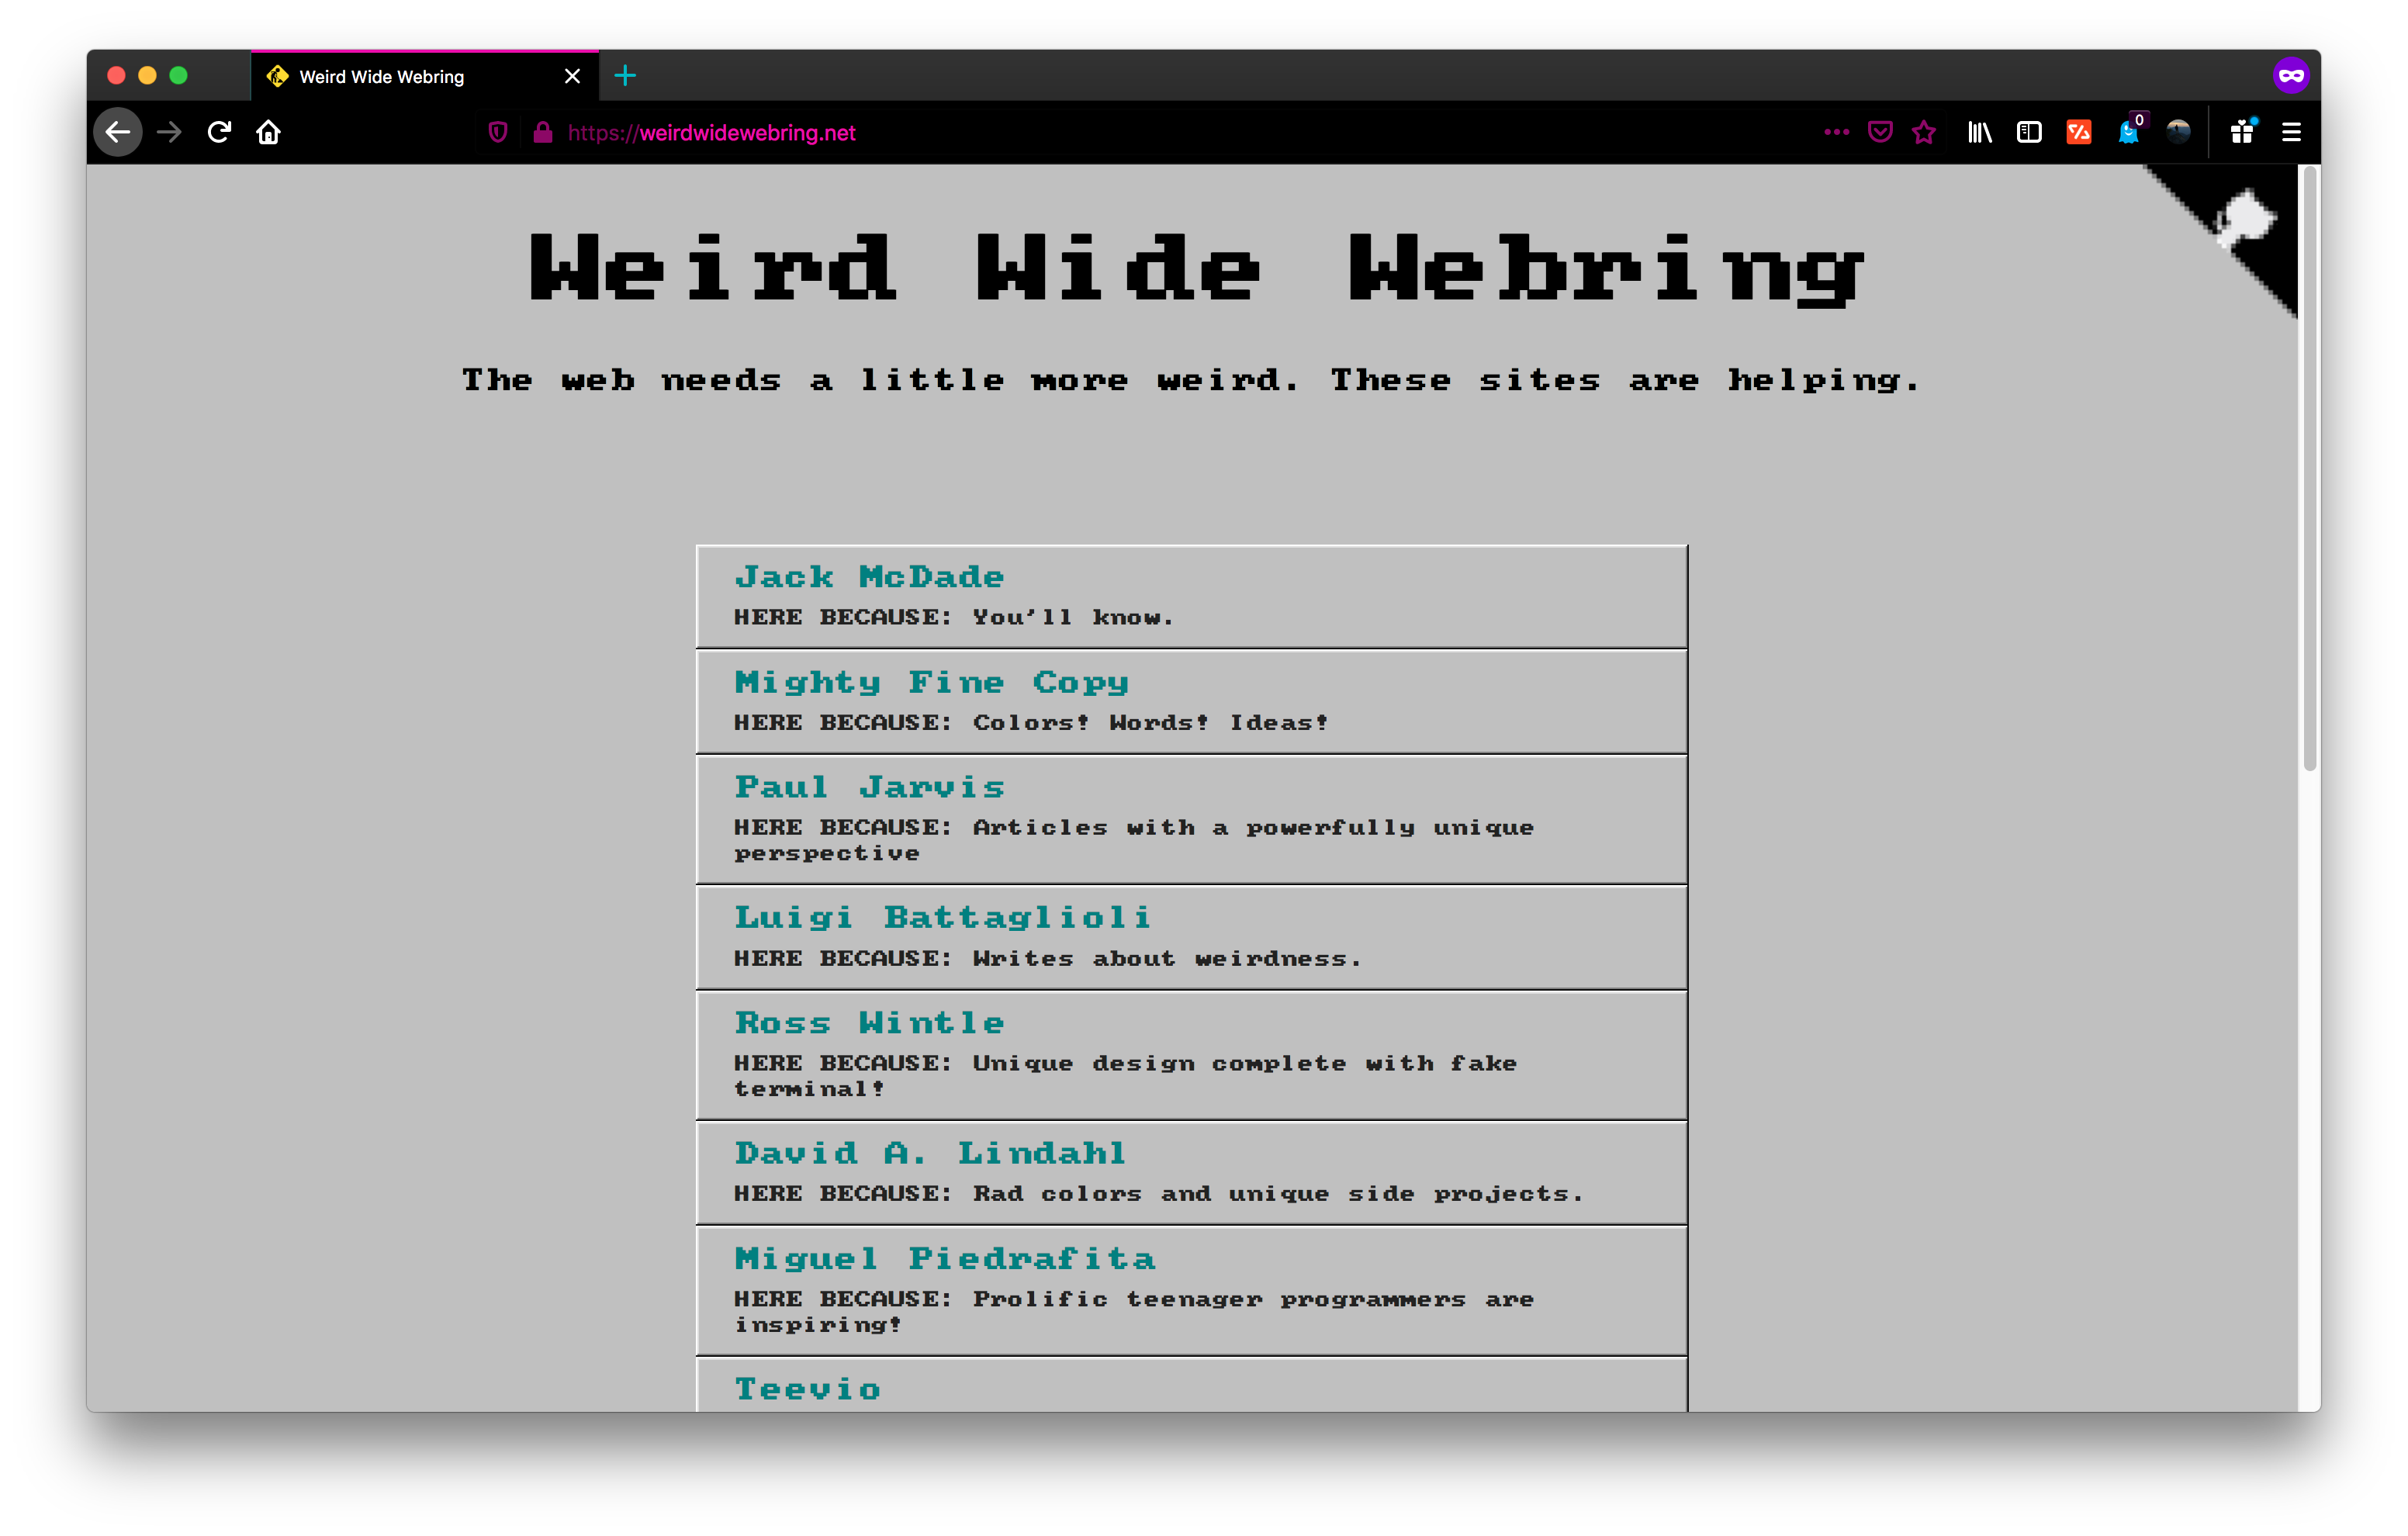 Weird Wide Webring
0
https://weirdwidewebring.net
Weird Wide Webring
The web needs a little more weird. These sites are helping.
Jack McDade
HERE BECAUSE: You'll know.
Mighty Fine Copy
HERE BECAUSE: Colors! Words! Ideas!
Paul Jarvis
HERE BECAUSE: Articles with a powerfully unique
perspective
Luigi Battaglioli
HERE BECAUSE: Writes about weirdness.
Ross Wintle
HERE BECAUSE: Unique design complete with fake
terminal!
David A. Lindahl
HERE BECAUSE: Rad colors and unique side projects.
Miguel Piedrafita
HERE BECAUSE: Prolific teenager programmers are
inspiring!
Teevio